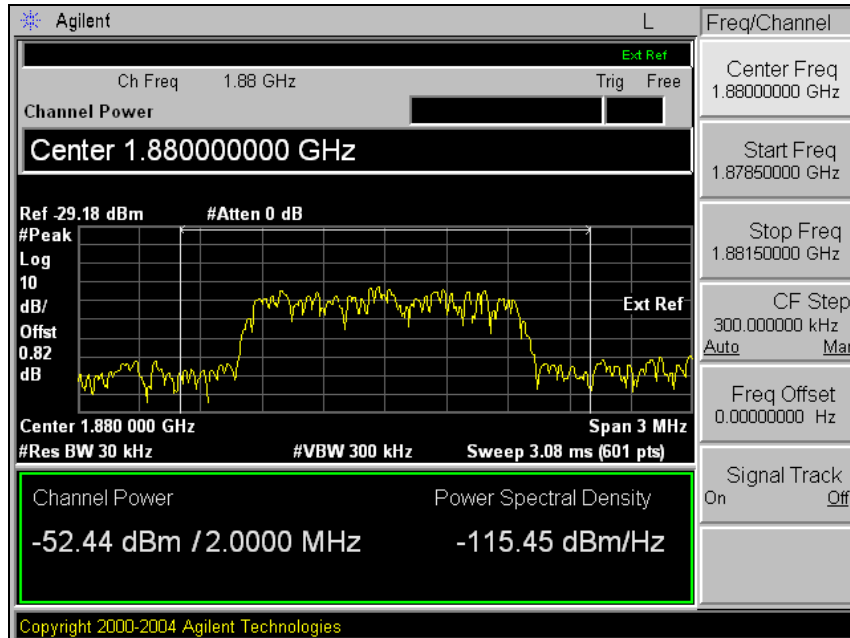 Agilent L Freq/Channel
Ext Ref
Ch Freq 1.88 GHz Trig Free
Channel Power
Center 1.880000000 GHz
Ref -29.18 dBm #Atten 0 dB
#Peak
Log
10
dB/
Offst
0.82
dB
Ext Ref
Center 1.880 000 GHz Span 3 MHz
#Res BW 30 kHz #VBW 300 kHz Sweep 3.08 ms (601 pts)
Channel Power Power Spectral Density
-52.44 dBm / 2.0000 MHz -115.45 dBm/Hz
Center Freq
1.88000000 GHz
Start Freq
1.87850000 GHz
Stop Freq
1.88150000 GHz
CF Step
300.000000 kHz
Auto Man
Freq Offset
0.00000000 Hz
Signal Track
On Off
Copyright 2000-2004 Agilent Technologies